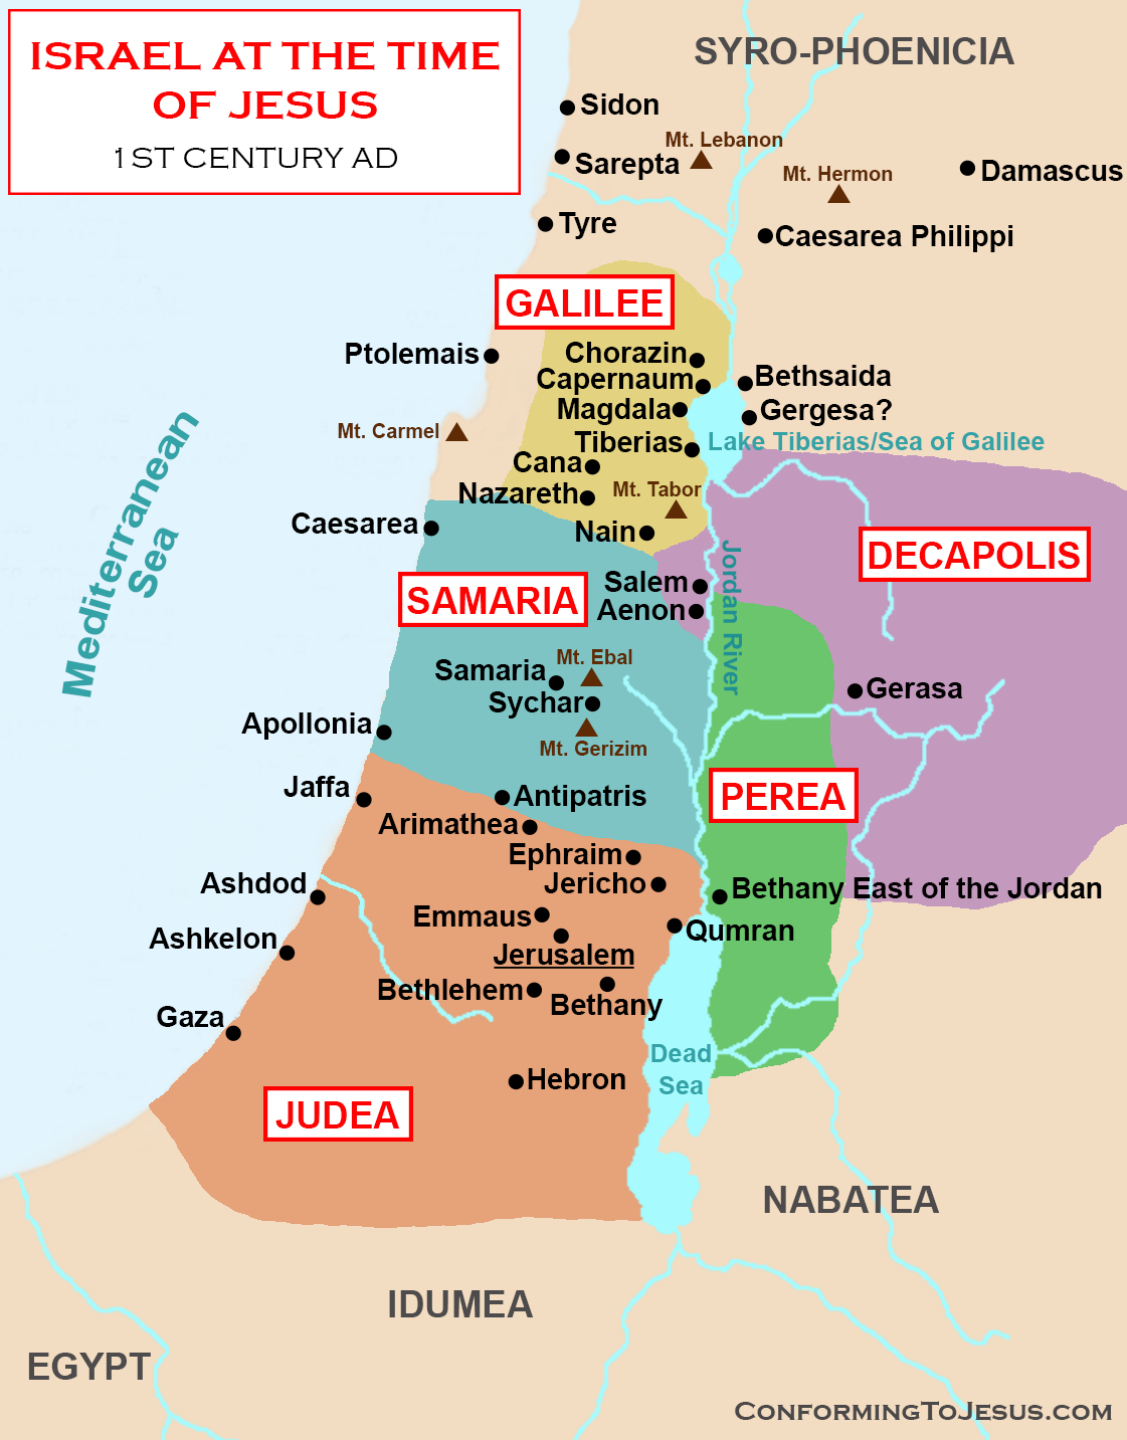 ISRAEL AT THE TIME
OF JESUS
1ST CENTURY AD
SYRO-PHOENICIA
Sidon
Mt. Lebanon
Sarepta
Mt. Hermon
Damascus
Tyre
Caesarea Philippi
GALILEE
Ptolemais
Chorazin
Capernaum
Bethsaida
Magdala
Gergesa?
Mt. Carmel
Tiberias
Lake Tiberias/Sea of Galilee
Cana
Nazareth
Mt. Tabor
Mediterranean
Sea
Caesarea
Nain
DECAPOLIS
Jordan River
SAMARIA
Salem
Aenon
Samaria
Mt. Ebal
Sychar
Gerasa
Apollonia
Mt. Gerizim
Jaffa
Antipatris
PEREA
Arimathea
Ephraim
Jericho
Ashdod
Bethany East of the Jordan
Emmaus
Qumran
Ashkelon
Jerusalem
Bethlehem
Bethany
Gaza
Dead
Sea
Hebron
JUDEA
NABATEA
IDUMEA
EGYPT
CONFORMINGTOJESUS.COM